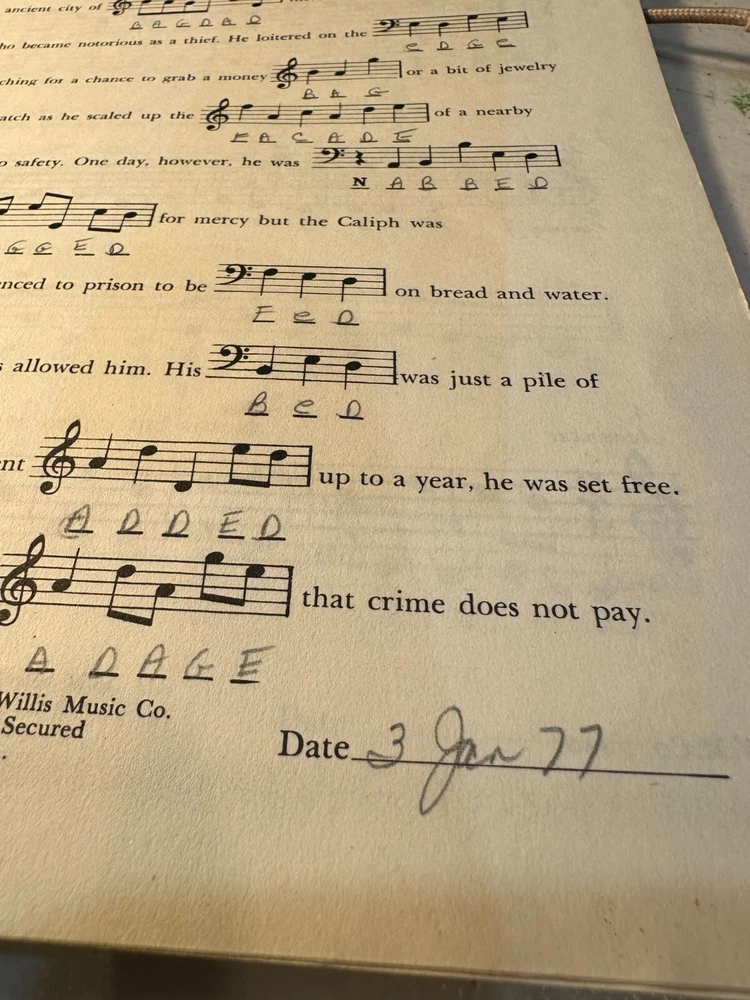 ancient city of
B A G D A D
ho became notorious as a thief. He loitered on the
e D G e
ching for a chance to grab a money
B A G
or a bit of jewelry
atch as he scaled up the
F A C A D E
of a nearby
o safety. One day, however, he was
N A B B E D
for mercy but the Caliph was
G G E D
nced to prison to be
F e D
on bread and water.
s allowed him. His
B e D
was just a pile of
nt
A D D E D
up to a year, he was set free.
A D A G E
that crime does not pay.
Willis Music Co.
Secured
Date 3 Jan 77